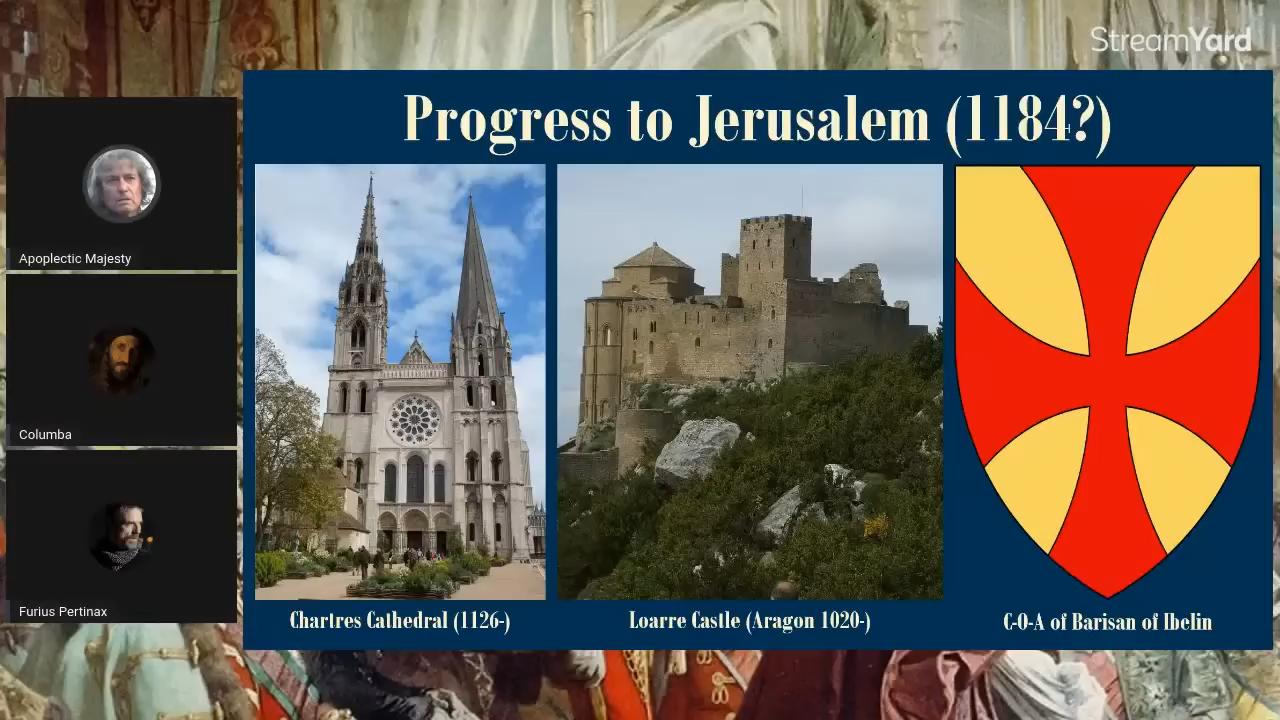 StreamYard
Progress to Jerusalem (1184?)
Apoplectic Majesty
Columba
Furius Pertinax
Chartres Cathedral (1126-)
Loarre Castle (Aragon 1020-)
C-O-A of Barisan of Ibelin